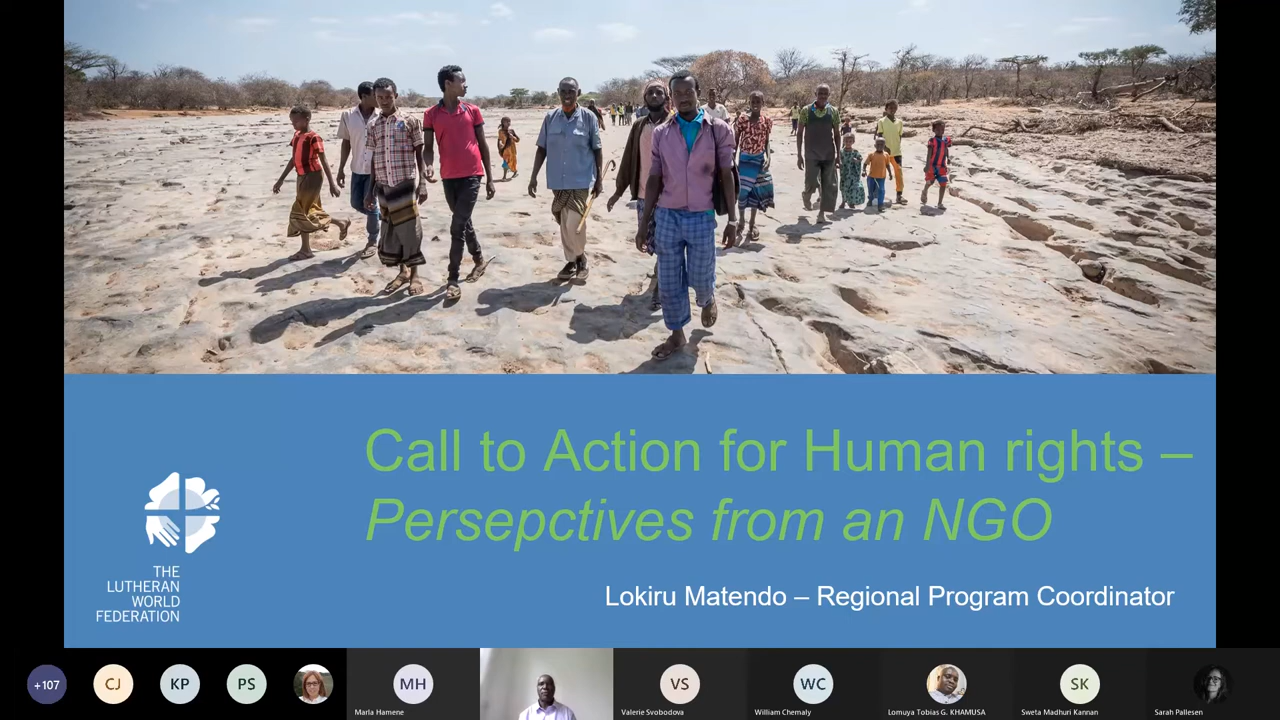 Call to Action for Human rights –
Persepctives from an NGO
Lokiru Matendo – Regional Program Coordinator
THE
LUTHERAN
WORLD
FEDERATION
+107
CJ
KP
PS
MH
Marla Hamene
VS
Valerie Svobodova
WC
William Chemaly
Lomuya Tobias G. KHAMUSA
SK
Sweta Madhuri Kannan
Sarah Pallesen